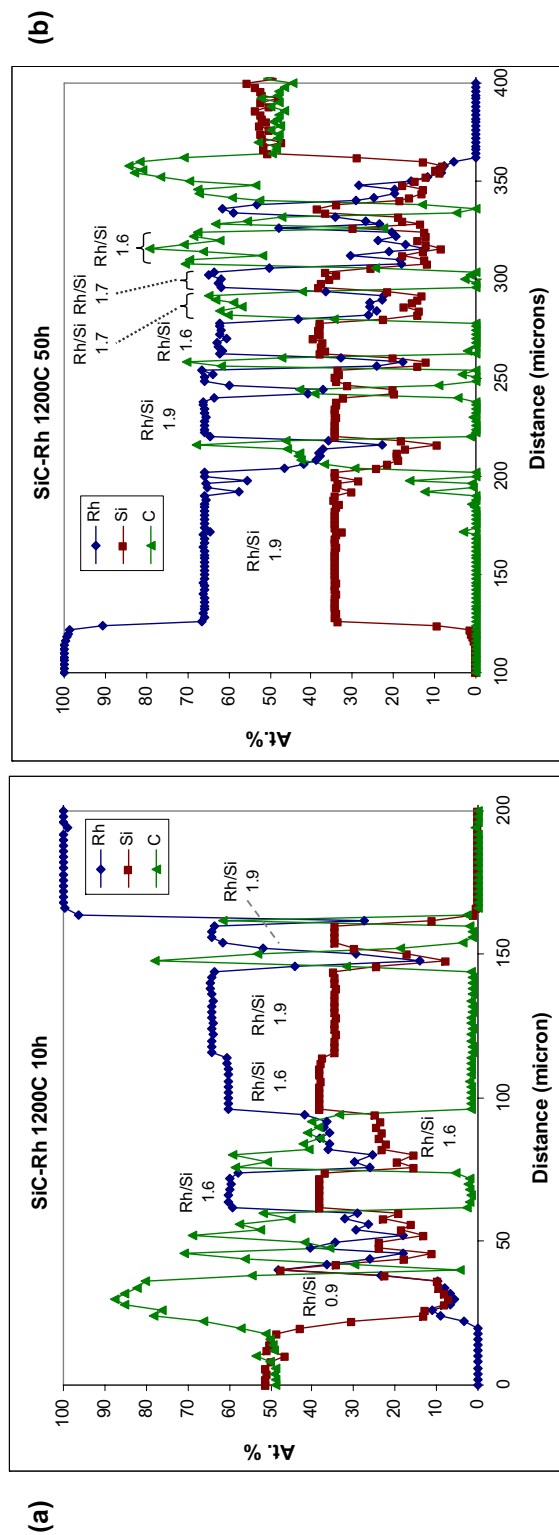 (a)
SiC-Rh 1200C 10h
At. %
100
90
80
70
60
50
40
30
20
10
0
Rh
Si
C
Rh/Si
0.9
Rh/Si
1.6
Rh/Si
1.6
Rh/Si
1.6
Rh/Si
1.9
Rh/Si
1.9
0
50
100
150
200
Distance (micron)
(b)
SiC-Rh 1200C 50h
At.%
100
90
80
70
60
50
40
30
20
10
0
Rh
Si
C
Rh/Si
1.9
Rh/Si
1.9
Rh/Si
1.6
Rh/Si
1.7
Rh/Si
1.7
Rh/Si
1.6
100
150
200
250
300
350
400
Distance (microns)